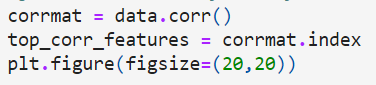 corrmat = data.corr()
top_corr_features = corrmat.index
plt.figure(figsize=(20,20))